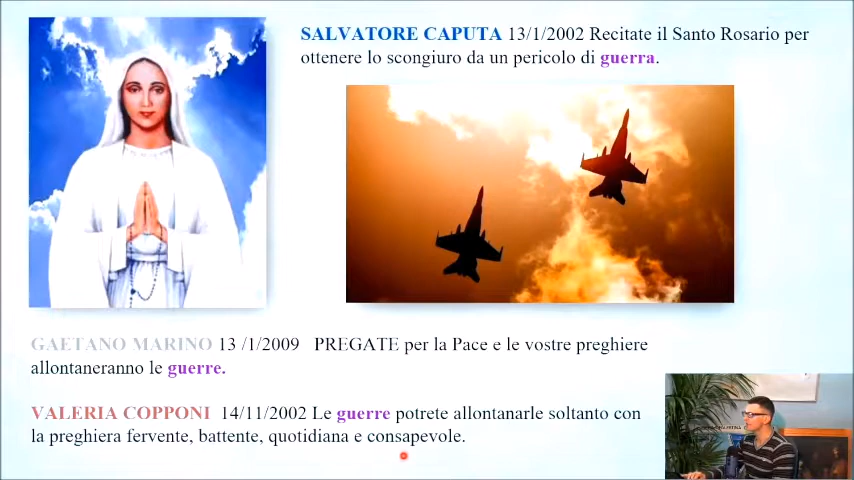 SALVATORE CAPUTA 13/1/2002 Recitate il Santo Rosario per
ottenere lo scongiuro da un pericolo di guerra.
GAETANO MARINO 13 /1/2009 PREGATE per la Pace e le vostre preghiere
allontaneranno le guerre.
VALERIA COPPONI 14/11/2002 Le guerre potrete allontanarle soltanto con
la preghiera fervente, battente, quotidiana e consapevole.